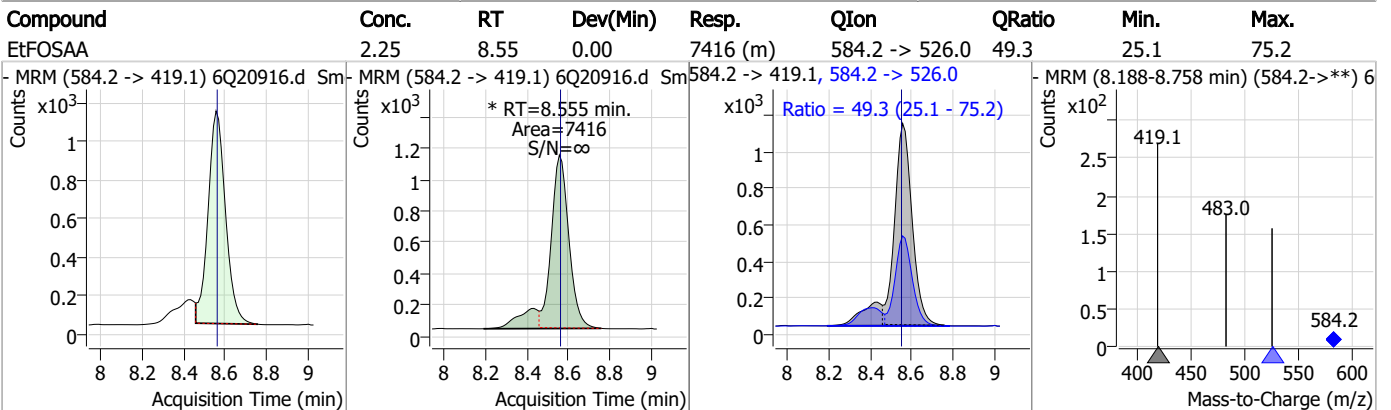 Compound Conc. RT Dev(Min) Resp. QIon QRatio Min. Max.
EtFOSAA 2.25 8.55 0.00 7416 (m) 584.2 -> 526.0 49.3 25.1 75.2
- MRM (584.2 -> 419.1) 6Q20916.d Sm
Counts
x10³
1
0.8
0.6
0.4
0.2
0
8 8.2 8.4 8.6 8.8 9
Acquisition Time (min)
- MRM (584.2 -> 419.1) 6Q20916.d Sm
Counts
x10³
* RT=8.555 min.
Area=7416
S/N=∞
1.2
1
0.8
0.6
0.4
0.2
0
8 8.2 8.4 8.6 8.8 9
Acquisition Time (min)
584.2 -> 419.1, 584.2 -> 526.0
Counts
x10³
Ratio = 49.3 (25.1 - 75.2)
1
0.8
0.6
0.4
0.2
0
8 8.2 8.4 8.6 8.8 9
Acquisition Time (min)
- MRM (8.188-8.758 min) (584.2->**) 6
Counts
x10²
419.1
483.0
584.2
2.5
2
1.5
1
0.5
0
400 450 500 550 600
Mass-to-Charge (m/z)